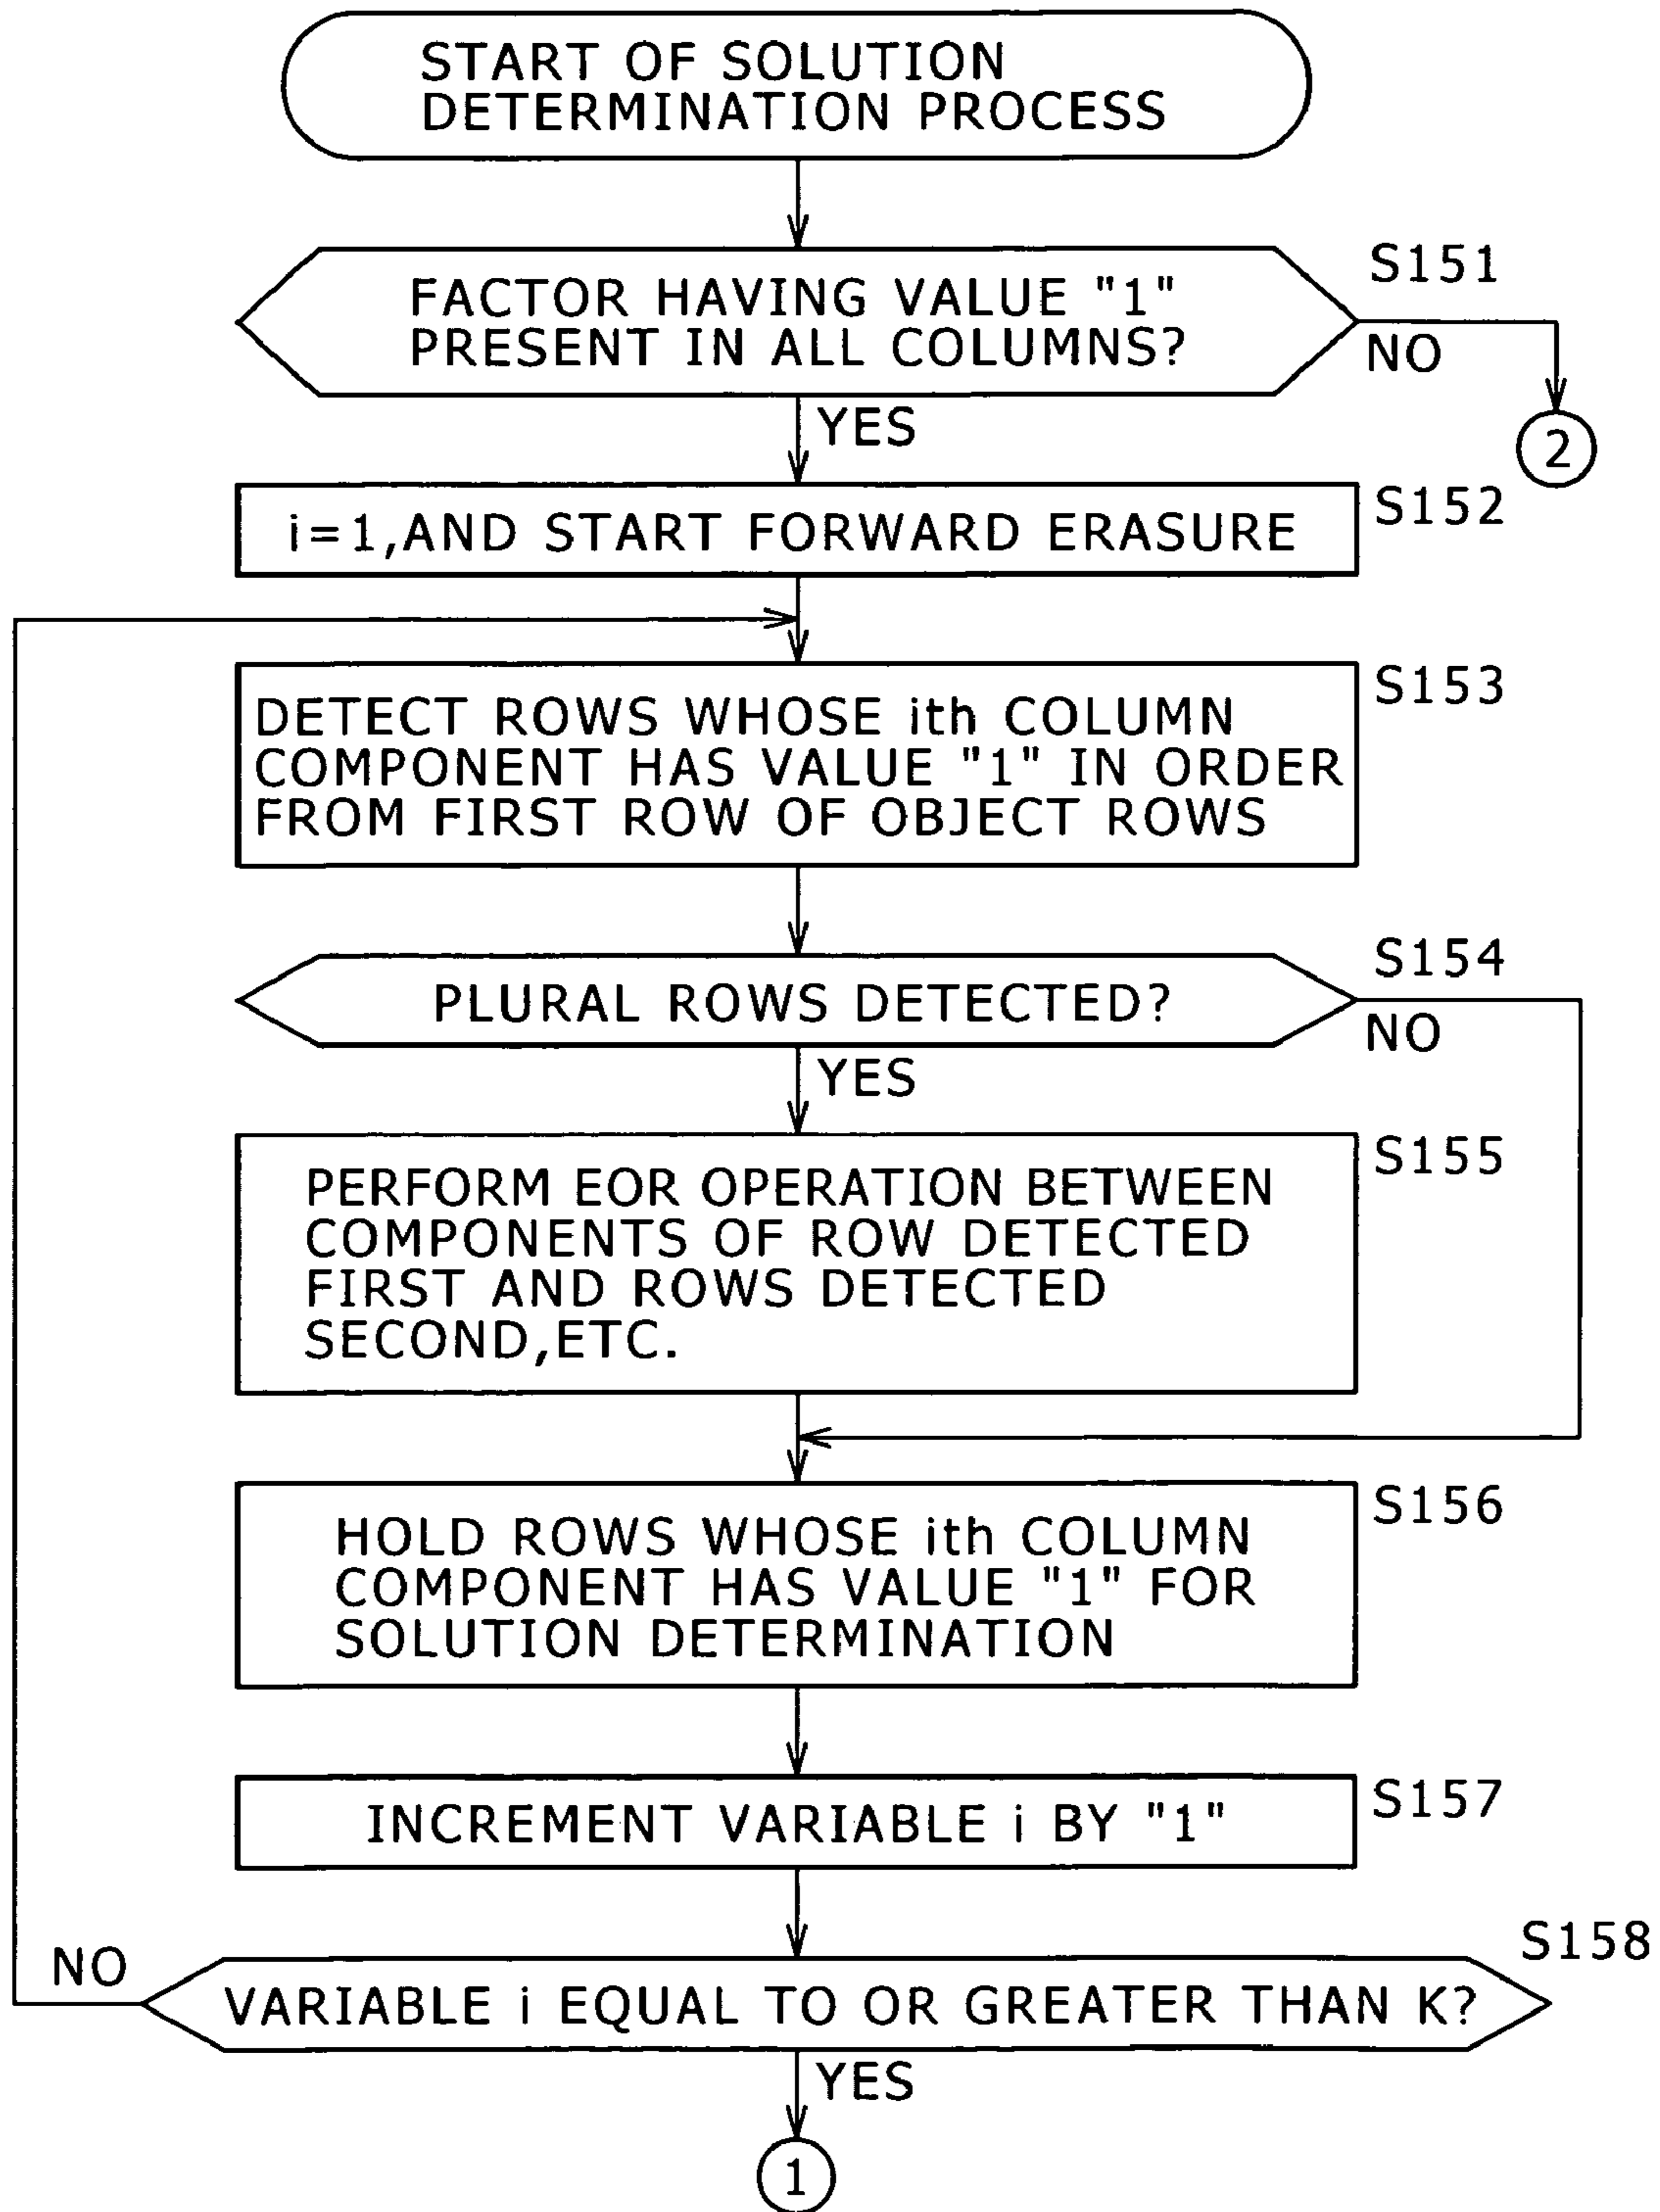 START OF SOLUTION
DETERMINATION PROCESS
S151
FACTOR HAVING VALUE "1"
PRESENT IN ALL COLUMNS?
NO
YES
2
S152
i=1,AND START FORWARD ERASURE
S153
DETECT ROWS WHOSE ith COLUMN
COMPONENT HAS VALUE "1" IN ORDER
FROM FIRST ROW OF OBJECT ROWS
S154
PLURAL ROWS DETECTED?
NO
YES
S155
PERFORM EOR OPERATION BETWEEN
COMPONENTS OF ROW DETECTED
FIRST AND ROWS DETECTED
SECOND,ETC.
S156
HOLD ROWS WHOSE ith COLUMN
COMPONENT HAS VALUE "1" FOR
SOLUTION DETERMINATION
S157
INCREMENT VARIABLE i BY "1"
S158
NO
VARIABLE i EQUAL TO OR GREATER THAN K?
YES
1